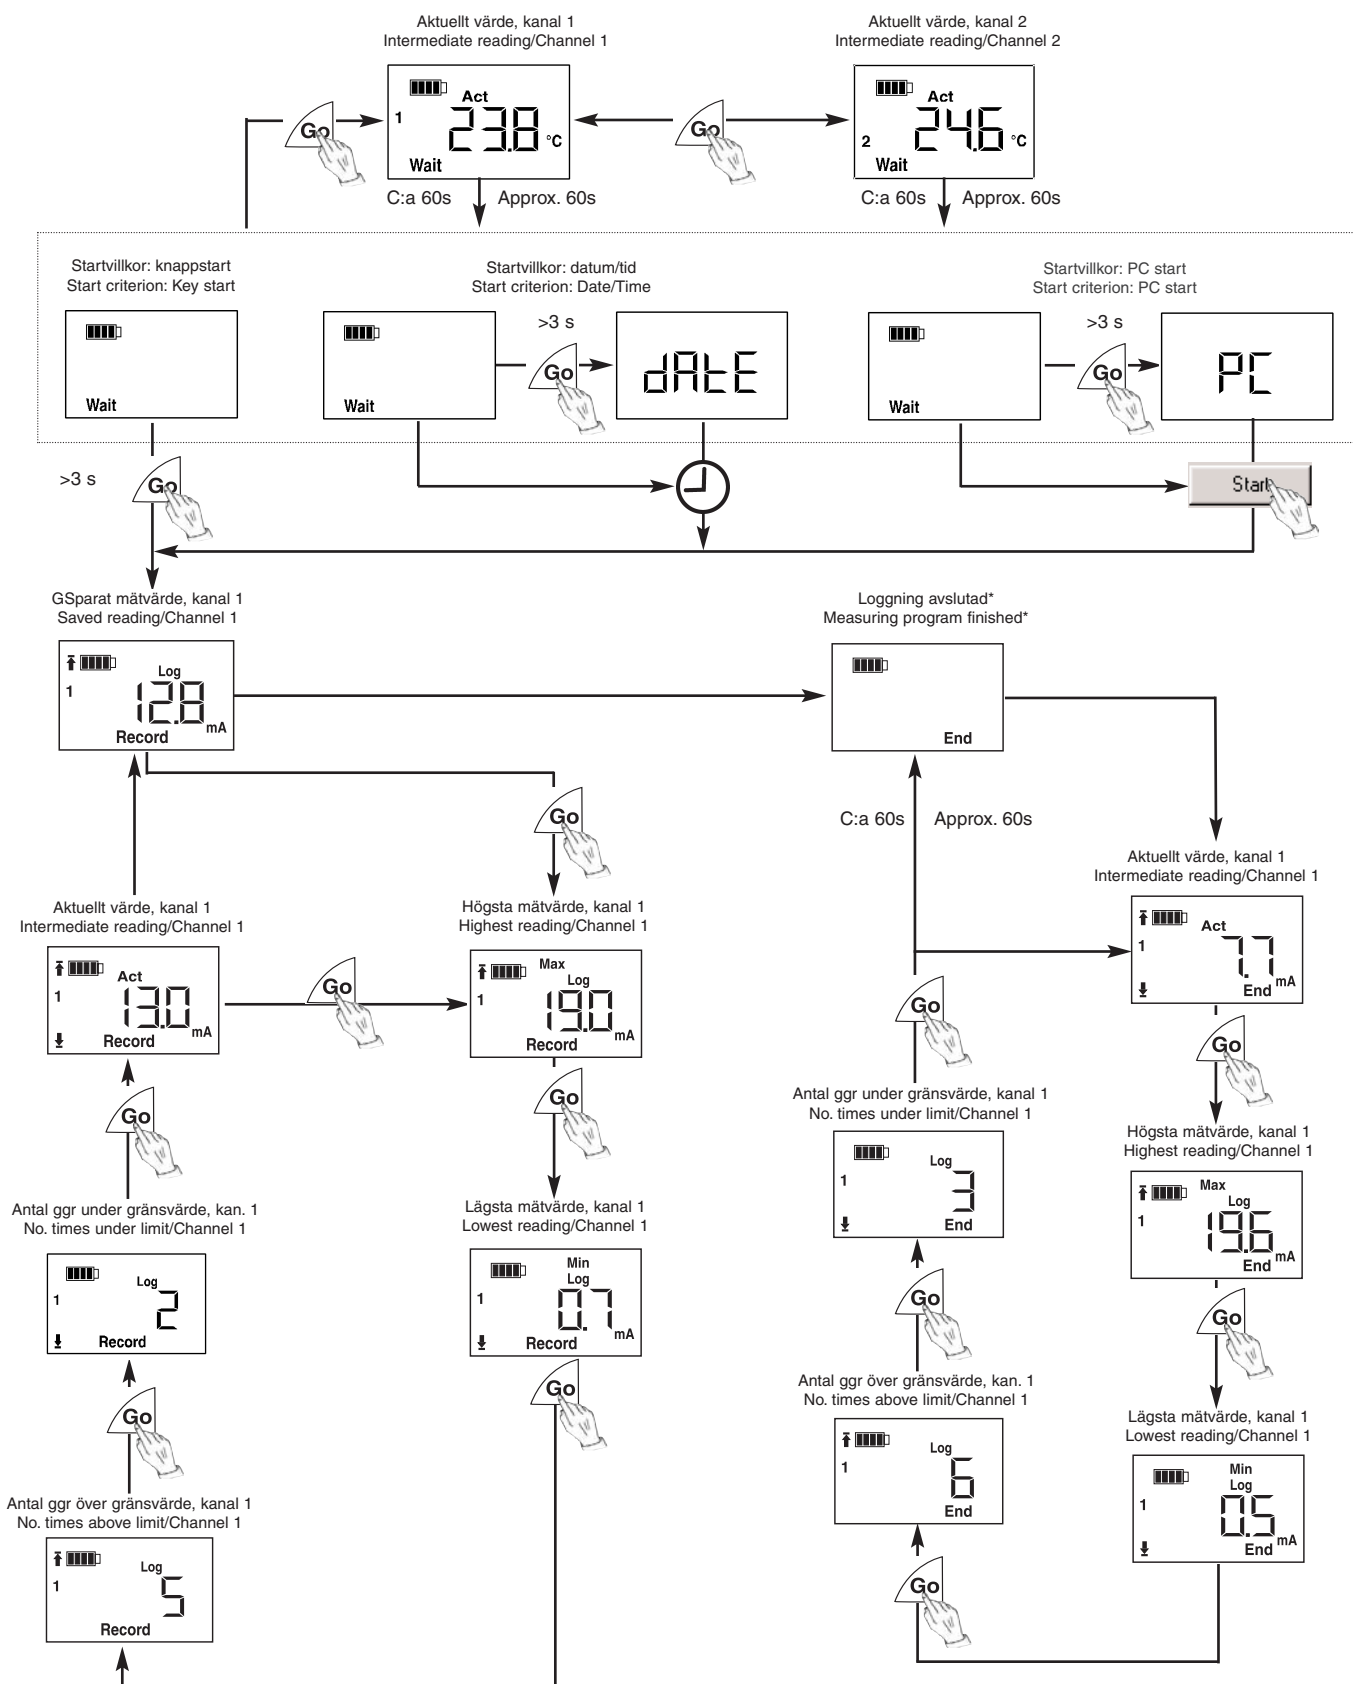 Aktuellt värde, kanal 1
Intermediate reading/Channel 1
Aktuellt värde, kanal 2
Intermediate reading/Channel 2
Go
Act
1
23.8 °C
Wait
Go
Act
2
24.6 °C
Wait
C:a 60s
Approx. 60s
C:a 60s
Approx. 60s
Startvillkor: knappstart
Start criterion: Key start
Wait
Startvillkor: datum/tid
Start criterion: Date/Time
Wait
>3 s
Go
dAtE
Startvillkor: PC start
Start criterion: PC start
Wait
>3 s
Go
PC
>3 s
Go
Start
GSparat mätvärde, kanal 1
Saved reading/Channel 1
Log
1
12.8 mA
Record
Loggning avslutad*
Measuring program finished*
End
Go
C:a 60s
Approx. 60s
Aktuellt värde, kanal 1
Intermediate reading/Channel 1
Act
1
7.7 mA
End
Aktuellt värde, kanal 1
Intermediate reading/Channel 1
Act
1
13.0 mA
Record
Go
Högsta mätvärde, kanal 1
Highest reading/Channel 1
Max
Log
1
19.0 mA
Record
Go
Go
Go
Go
Antal ggr under gränsvärde, kanal 1
No. times under limit/Channel 1
Log
1
3
End
Högsta mätvärde, kanal 1
Highest reading/Channel 1
Max
Log
1
19.6 mA
End
Antal ggr under gränsvärde, kan. 1
No. times under limit/Channel 1
Log
1
2
Record
Lägsta mätvärde, kanal 1
Lowest reading/Channel 1
Min
Log
1
0.7 mA
Record
Go
Go
Go
Go
Antal ggr över gränsvärde, kan. 1
No. times above limit/Channel 1
Log
1
6
End
Lägsta mätvärde, kanal 1
Lowest reading/Channel 1
Min
Log
1
0.5 mA
End
Antal ggr över gränsvärde, kanal 1
No. times above limit/Channel 1
Log
1
5
Record
Go